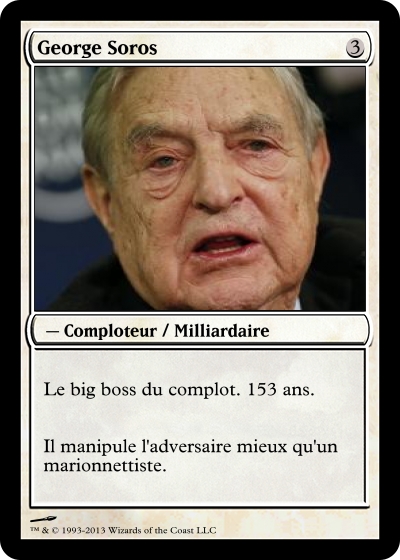 George Soros 3
— Comploteur / Milliardaire
Le big boss du complot. 153 ans.
Il manipule l'adversaire mieux qu'un
marionnettiste.
™ & © 1993-2013 Wizards of the Coast LLC